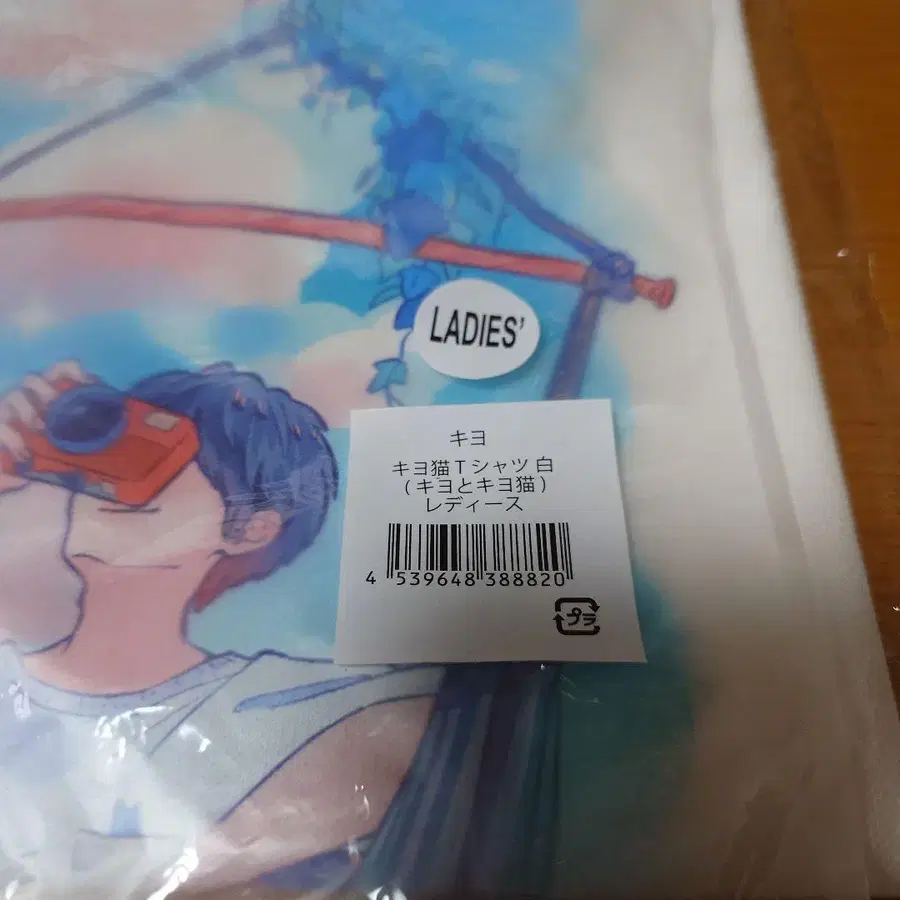 LADIES'
キヨ
キヨ猫Tシャツ 白
(キヨとキヨ猫)
レディース
4 539648 388820
プラ